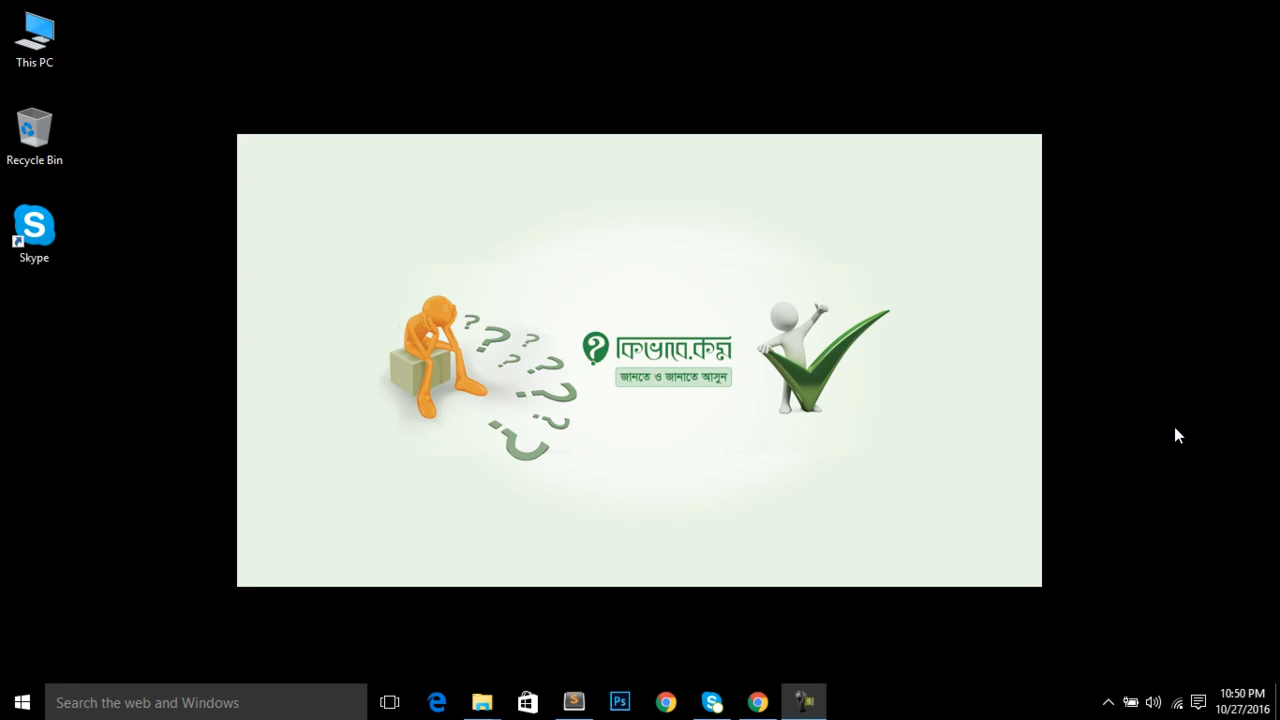 This PC
Recycle Bin
Skype
কিভাবে.কম
জানতে ও জানাতে আসুন
Search the web and Windows
Ps
10:50 PM
10/27/2016